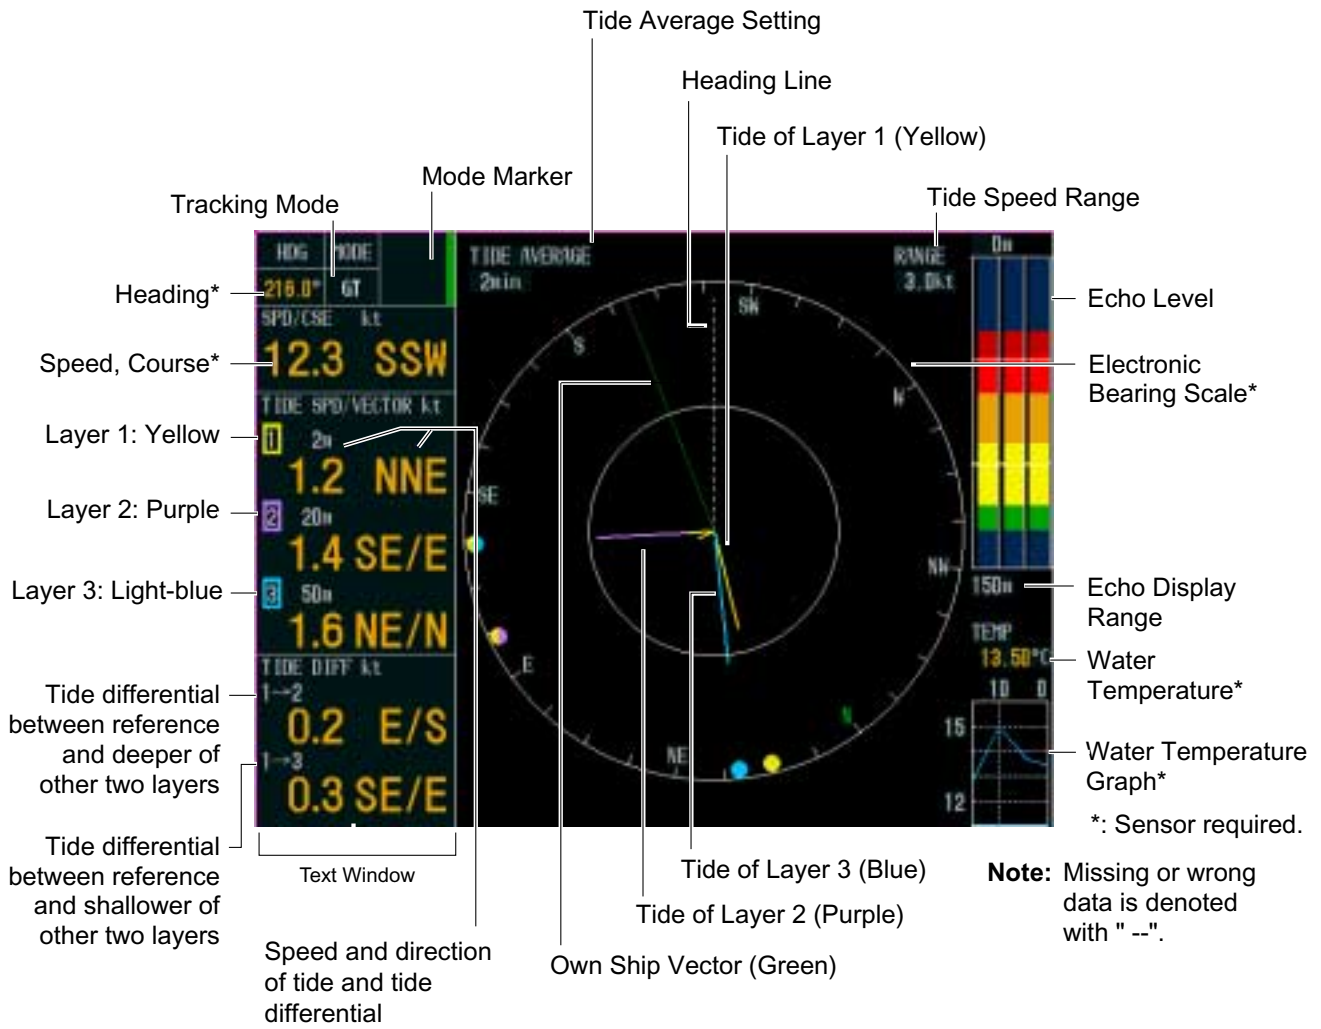 Tide Average Setting
Heading Line
Tide of Layer 1 (Yellow)
Mode Marker
Tracking Mode
Tide Speed Range
HDG MODE
TIDE AVERAGE
RANGE
0m
Heading*
216.0° GT
2min
3.0kt
Echo Level
SPD/CSE kt
SW
S
Speed, Course*
12.3 SSW
Electronic
Bearing Scale*
W
TIDE SPD/VECTOR kt
Layer 1: Yellow
1 2m
1.2 NNE
SE
Layer 2: Purple
2 20m
1.4 SE/E
NW
Layer 3: Light-blue
3 50m
150m
Echo Display
Range
1.6 NE/N
TEMP
13.50°C
Water
Temperature*
E
TIDE DIFF kt
1→2
10 0
Tide differential
between reference
and deeper of
other two layers
0.2 E/S
N
15
NE
Water Temperature
Graph*
1→3
0.3 SE/E
12
*: Sensor required.
Tide differential
between reference
and shallower of
other two layers
Text Window
Tide of Layer 3 (Blue)
Note: Missing or wrong
data is denoted
with " --".
Tide of Layer 2 (Purple)
Speed and direction
of tide and tide
differential
Own Ship Vector (Green)